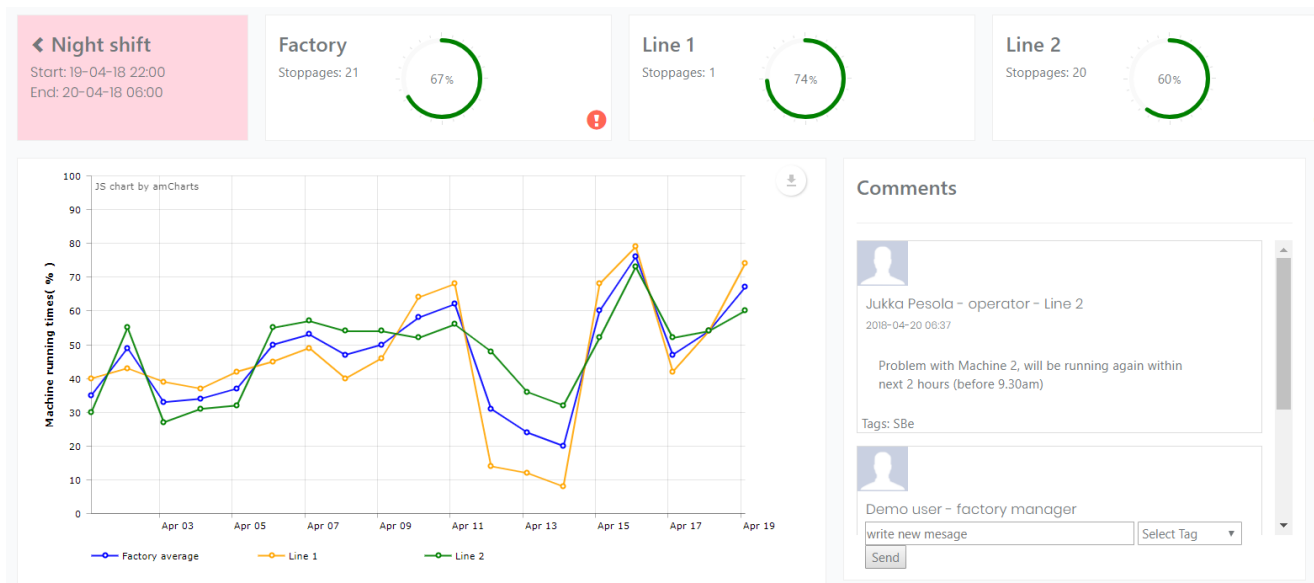 Night shift
Start: 19-04-18 22:00
End: 20-04-18 06:00
Factory
Stoppages: 21
67%
Line 1
Stoppages: 1
74%
Line 2
Stoppages: 20
60%
JS chart by amCharts
Machine running times( % )
100
90
80
70
60
50
40
30
20
10
0
Apr 03
Apr 05
Apr 07
Apr 09
Apr 11
Apr 13
Apr 15
Apr 17
Apr 19
Factory average
Line 1
Line 2
Comments
Jukka Pesola - operator - Line 2
2018-04-20 06:37
Problem with Machine 2, will be running again within
next 2 hours (before 9.30am)
Tags: SBe
Demo user - factory manager
write new mesage
Select Tag
Send